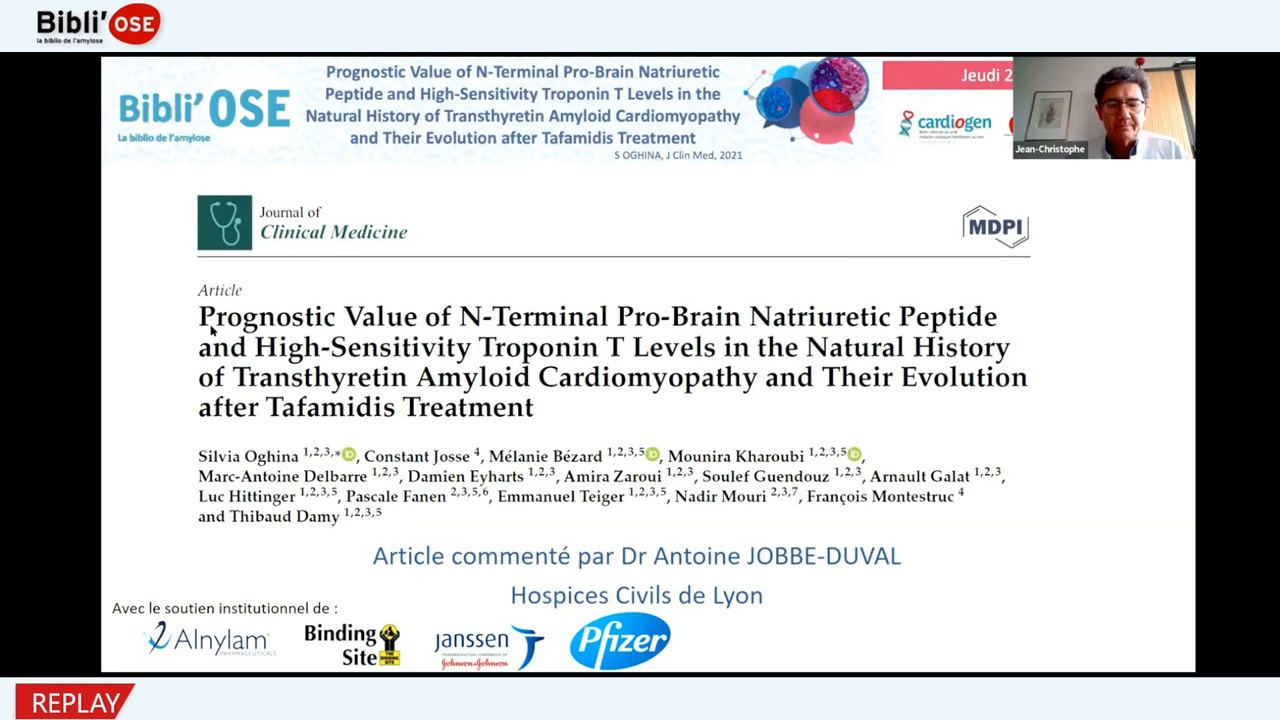 Bibli'OSE
la biblio de l'amylose
Bibli'OSE
La biblio de l'amylose
Prognostic Value of N-Terminal Pro-Brain Natriuretic
Peptide and High-Sensitivity Troponin T Levels in the
Natural History of Transthyretin Amyloid Cardiomyopathy
and Their Evolution after Tafamidis Treatment
S OGHINA, J Clin Med, 2021
Jeudi 2
cardiogen
Jean-Christophe
Journal of
Clinical Medicine
MDPI
Article
Prognostic Value of N-Terminal Pro-Brain Natriuretic Peptide
and High-Sensitivity Troponin T Levels in the Natural History
of Transthyretin Amyloid Cardiomyopathy and Their Evolution
after Tafamidis Treatment
Silvia Oghina 1,2,3,* iD, Constant Josse 4, Mélanie Bézard 1,2,3,5 iD, Mounira Kharoubi 1,2,3,5 iD,
Marc-Antoine Delbarre 1,2,3, Damien Eyharts 1,2,3, Amira Zaroui 1,2,3, Soulef Guendouz 1,2,3, Arnault Galat 1,2,3,
Luc Hittinger 1,2,3,5, Pascale Fanen 2,3,5,6, Emmanuel Teiger 1,2,3,5, Nadir Mouri 2,3,7, François Montestruc 4
and Thibaud Damy 1,2,3,5
Article commenté par Dr Antoine JOBBE-DUVAL
Hospices Civils de Lyon
Avec le soutien institutionnel de :
Alnylam
PHARMACEUTICALS
Binding
Site
janssen
PHARMACEUTICAL COMPANIES OF
Johnson+Johnson
Pfizer
REPLAY